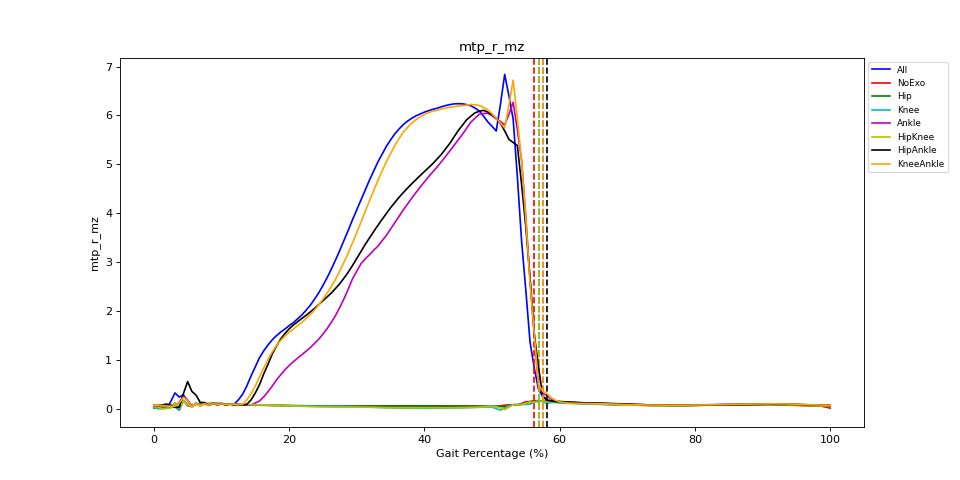 mtp_r_mz
7
6
5
4
3
2
1
0
mtp_r_mz
0 20 40 60 80 100
Gait Percentage (%)
All
NoExo
Hip
Knee
Ankle
HipKnee
HipAnkle
KneeAnkle